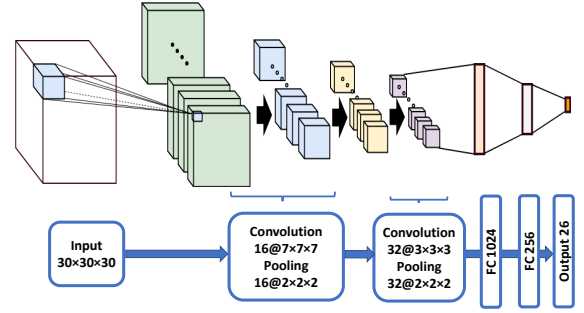 Input
30×30×30
Convolution
16@7×7×7
Pooling
16@2×2×2
Convolution
32@3×3×3
Pooling
32@2×2×2
FC 1024
FC 256
Output 26